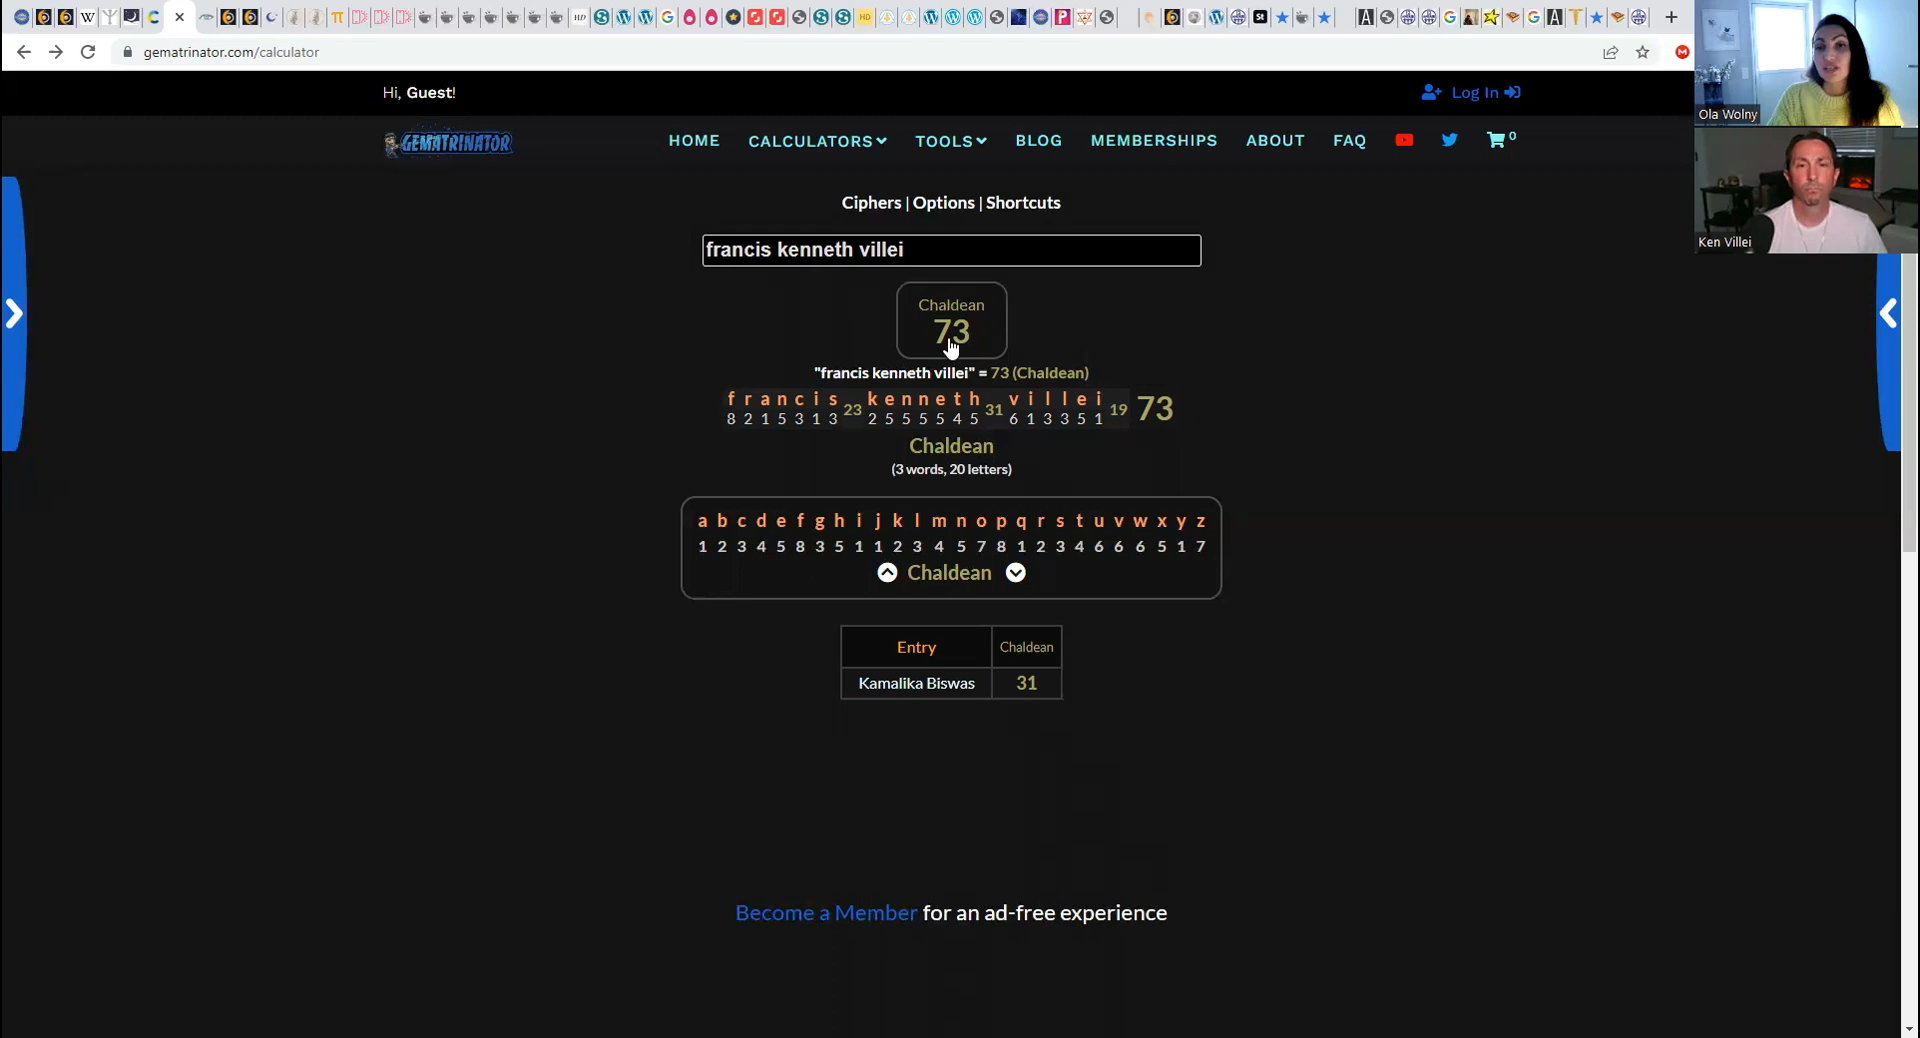 gematrinator.com/calculator
Hi, Guest!
Log In
GEMATRINATOR
HOME CALCULATORS TOOLS BLOG MEMBERSHIPS ABOUT FAQ 0
Ciphers | Options | Shortcuts
francis kenneth villei
Chaldean
73
"francis kenneth villei" = 73 (Chaldean)
f r a n c i s 23 k e n n e t h 31 v i l l e i 19 73
8 2 1 5 3 1 3 2 5 5 5 5 4 5 6 1 3 3 5 1
Chaldean
(3 words, 20 letters)
a b c d e f g h i j k l m n o p q r s t u v w x y z
1 2 3 4 5 8 3 5 1 1 2 3 4 5 7 8 1 2 3 4 6 6 6 5 1 7
Chaldean
Entry Chaldean
Kamalika Biswas 31
Become a Member for an ad-free experience
Ola Wolny
Ken Villei